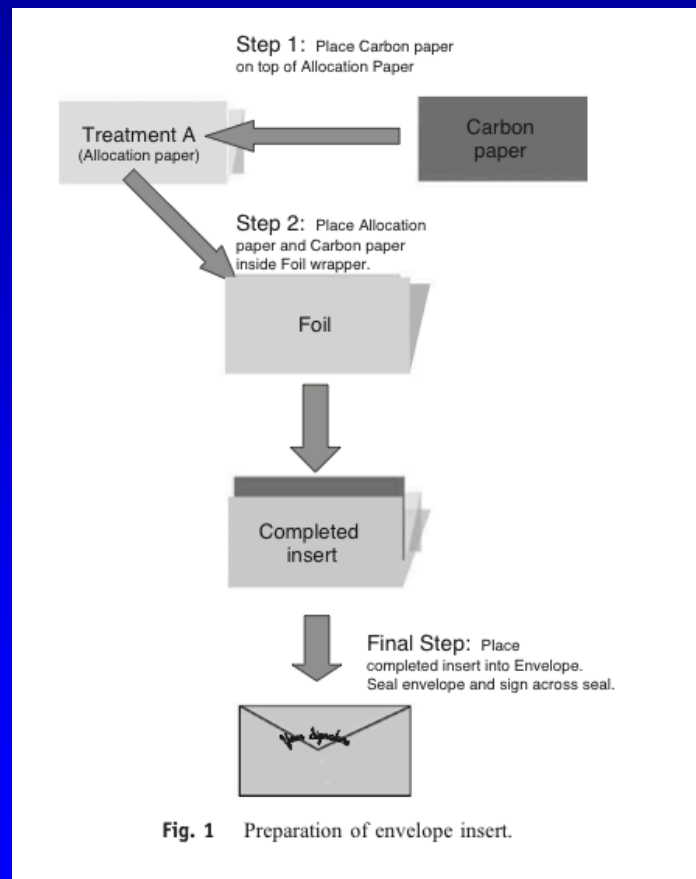 Step 1: Place Carbon paper
on top of Allocation Paper
Treatment A
(Allocation paper)
Carbon
paper
Step 2: Place Allocation
paper and Carbon paper
inside Foil wrapper.
Foil
Completed
insert
Final Step: Place
completed insert into Envelope.
Seal envelope and sign across seal.
Your Signature
Fig. 1 Preparation of envelope insert.